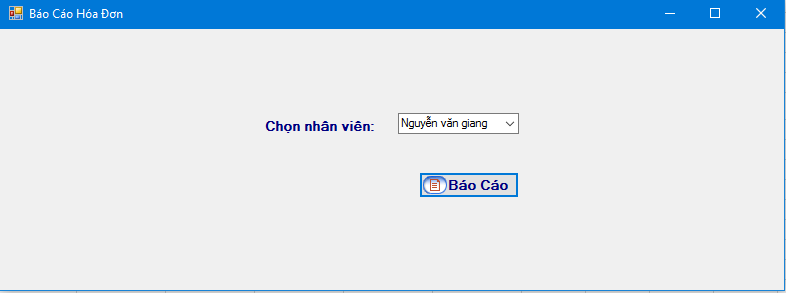 Báo Cáo Hóa Đơn
Chọn nhân viên:
Nguyễn văn giang
Báo Cáo